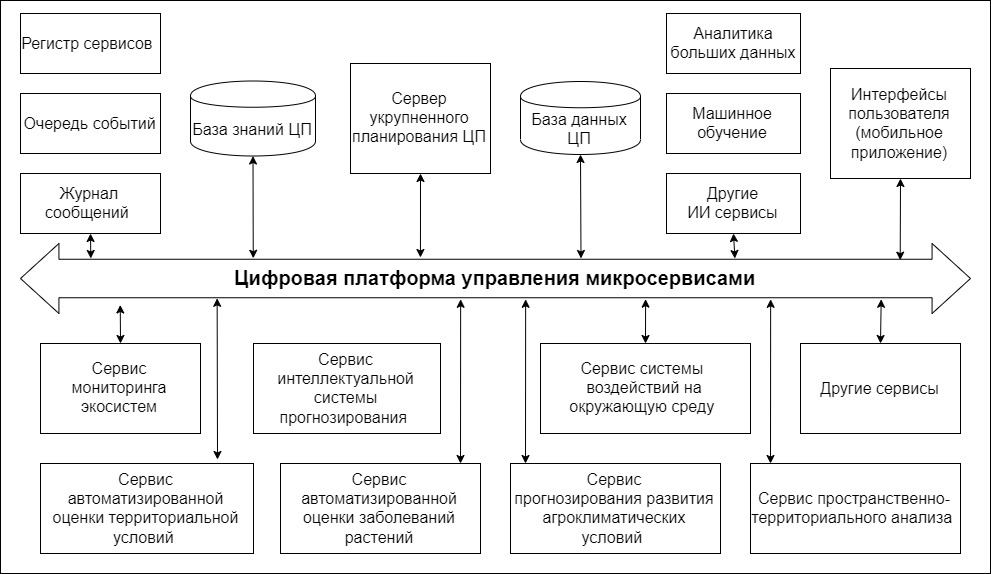 Регистр сервисов
Очередь событий
Журнал
сообщений
База знаний ЦП
Сервер
укрупненного
планирования ЦП
База данных
ЦП
Аналитика
больших данных
Машинное
обучение
Другие
ИИ сервисы
Интерфейсы
пользователя
(мобильное
приложение)
Цифровая платформа управления микросервисами
Сервис
мониторинга
экосистем
Сервис
интеллектуальной
системы
прогнозирования
Сервис системы
воздействий на
окружающую среду
Другие сервисы
Сервис
автоматизированной
оценки территориальной
условий
Сервис
автоматизированной
оценки заболеваний
растений
Сервис
прогнозирования развития
агроклиматических
условий
Сервис пространственно-
территориального анализа